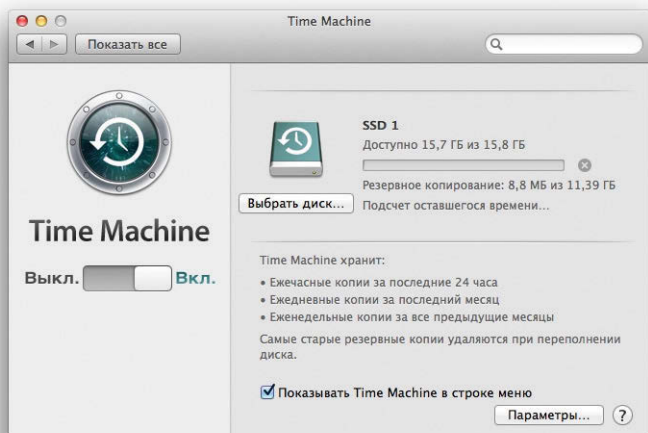 Time Machine
Показать все
SSD 1
Доступно 15,7 ГБ из 15,8 ГБ
Резервное копирование: 8,8 МБ из 11,39 ГБ
Выбрать диск...
Подсчет оставшегося времени...
Time Machine
Выкл. Вкл.
Time Machine хранит:
• Ежечасные копии за последние 24 часа
• Ежедневные копии за последний месяц
• Еженедельные копии за все предыдущие месяцы
Самые старые резервные копии удаляются при переполнении
диска.
Показывать Time Machine в строке меню
Параметры... ?